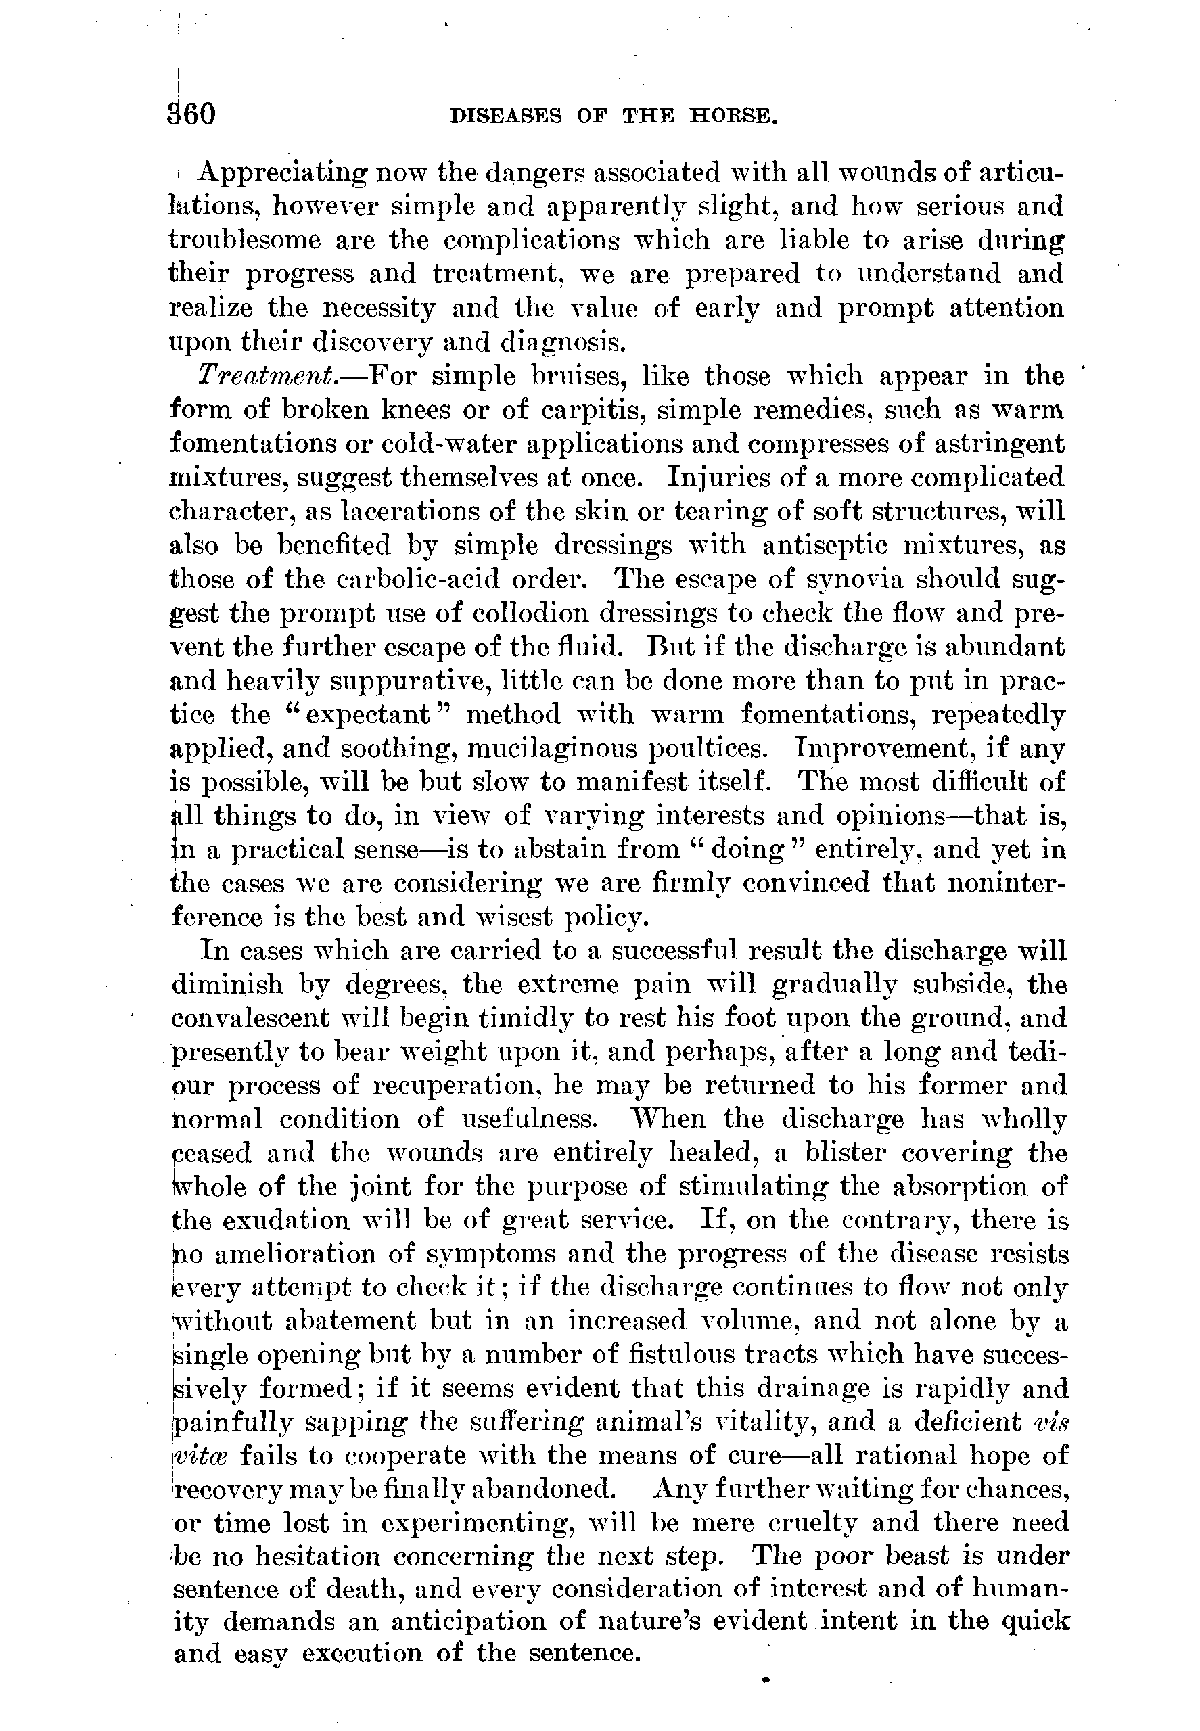 360 DISEASES OF THE HORSE.
Appreciating now the dangers associated with all wounds of articu-
lations, however simple and apparently slight, and how serious and
troublesome are the complications which are liable to arise during
their progress and treatment, we are prepared to understand and
realize the necessity and the value of early and prompt attention
upon their discovery and diagnosis.
Treatment.—For simple bruises, like those which appear in the
form of broken knees or of carpitis, simple remedies, such as warm
fomentations or cold-water applications and compresses of astringent
mixtures, suggest themselves at once. Injuries of a more complicated
character, as lacerations of the skin or tearing of soft structures, will
also be benefited by simple dressings with antiseptic mixtures, as
those of the carbolic-acid order. The escape of synovia should sug-
gest the prompt use of collodion dressings to check the flow and pre-
vent the further escape of the fluid. But if the discharge is abundant
and heavily suppurative, little can be done more than to put in prac-
tice the "expectant" method with warm fomentations, repeatedly
applied, and soothing, mucilaginous poultices. Improvement, if any
is possible, will be but slow to manifest itself. The most difficult of
all things to do, in view of varying interests and opinions—that is,
in a practical sense—is to abstain from "doing" entirely, and yet in
the cases we are considering we are firmly convinced that noninter-
ference is the best and wisest policy.
In cases which are carried to a successful result the discharge will
diminish by degrees, the extreme pain will gradually subside, the
convalescent will begin timidly to rest his foot upon the ground, and
presently to bear weight upon it, and perhaps, after a long and tedi-
our process of recuperation, he may be returned to his former and
normal condition of usefulness. When the discharge has wholly
ceased and the wounds are entirely healed, a blister covering the
whole of the joint for the purpose of stimulating the absorption of
the exudation will be of great service. If, on the contrary, there is
no amelioration of symptoms and the progress of the disease resists
every attempt to check it; if the discharge continues to flow not only
without abatement but in an increased volume, and not alone by a
single opening but by a number of fistulous tracts which have succes-
sively formed; if it seems evident that this drainage is rapidly and
painfully sapping the suffering animal's vitality, and a deficient vis
vitæ fails to cooperate with the means of cure—all rational hope of
recovery may be finally abandoned. Any further waiting for chances,
or time lost in experimenting, will be mere cruelty and there need
be no hesitation concerning the next step. The poor beast is under
sentence of death, and every consideration of interest and of human-
ity demands an anticipation of nature's evident intent in the quick
and easy execution of the sentence.